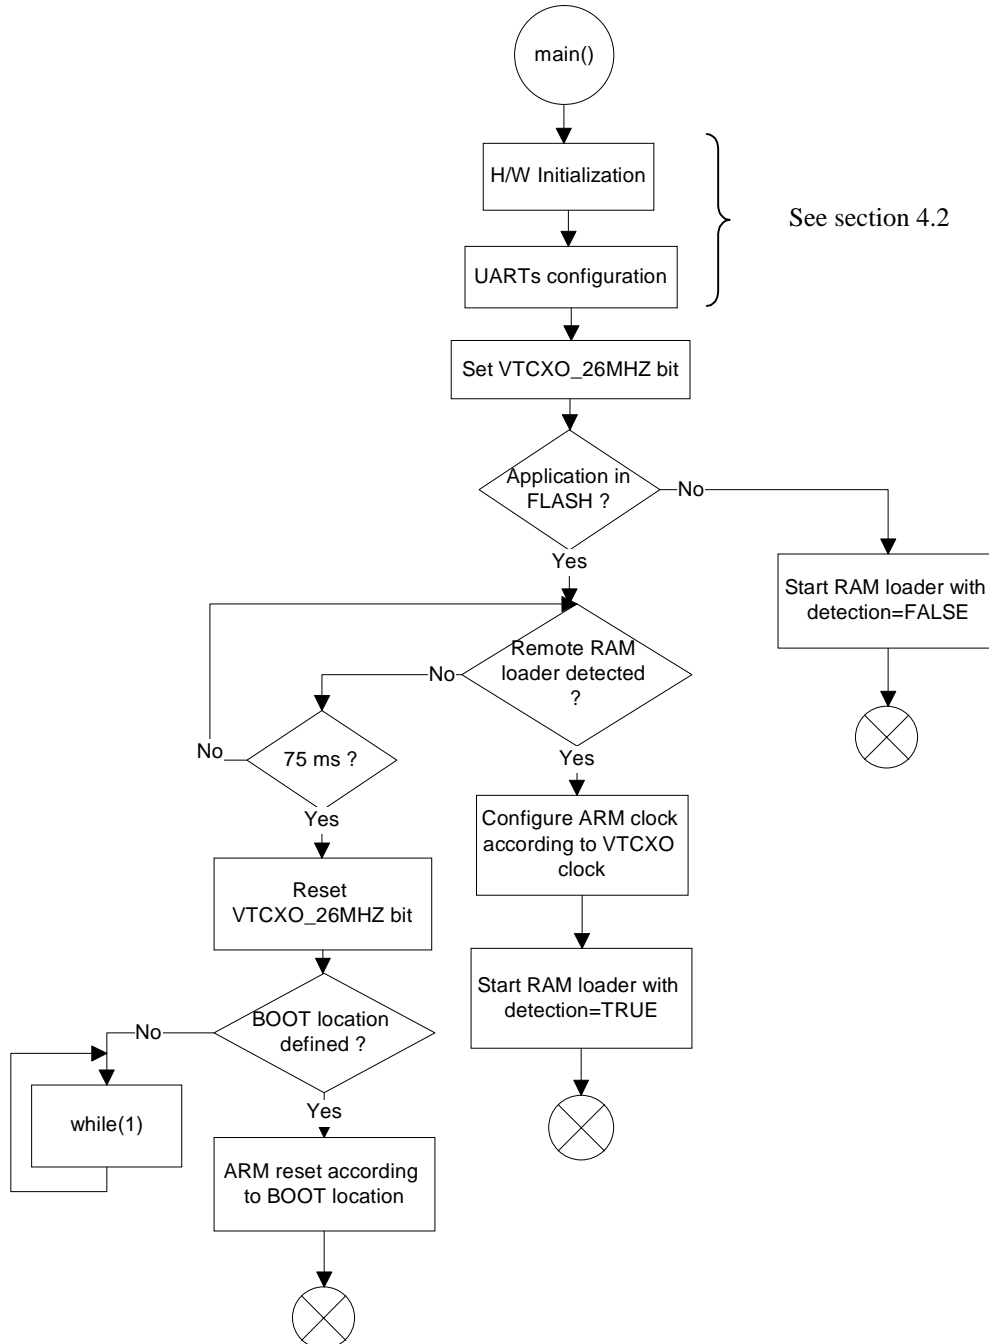 main()
H/W Initialization
See section 4.2
UARTs configuration
Set VTCXO_26MHZ bit
Application in
FLASH ?
No
Yes
Start RAM loader with
detection=FALSE
Remote RAM
loader detected
?
No
No
75 ms ?
Yes
Yes
Configure ARM clock
according to VTCXO
clock
Reset
VTCXO_26MHZ bit
Start RAM loader with
detection=TRUE
BOOT location
defined ?
No
Yes
while(1)
ARM reset according
to BOOT location